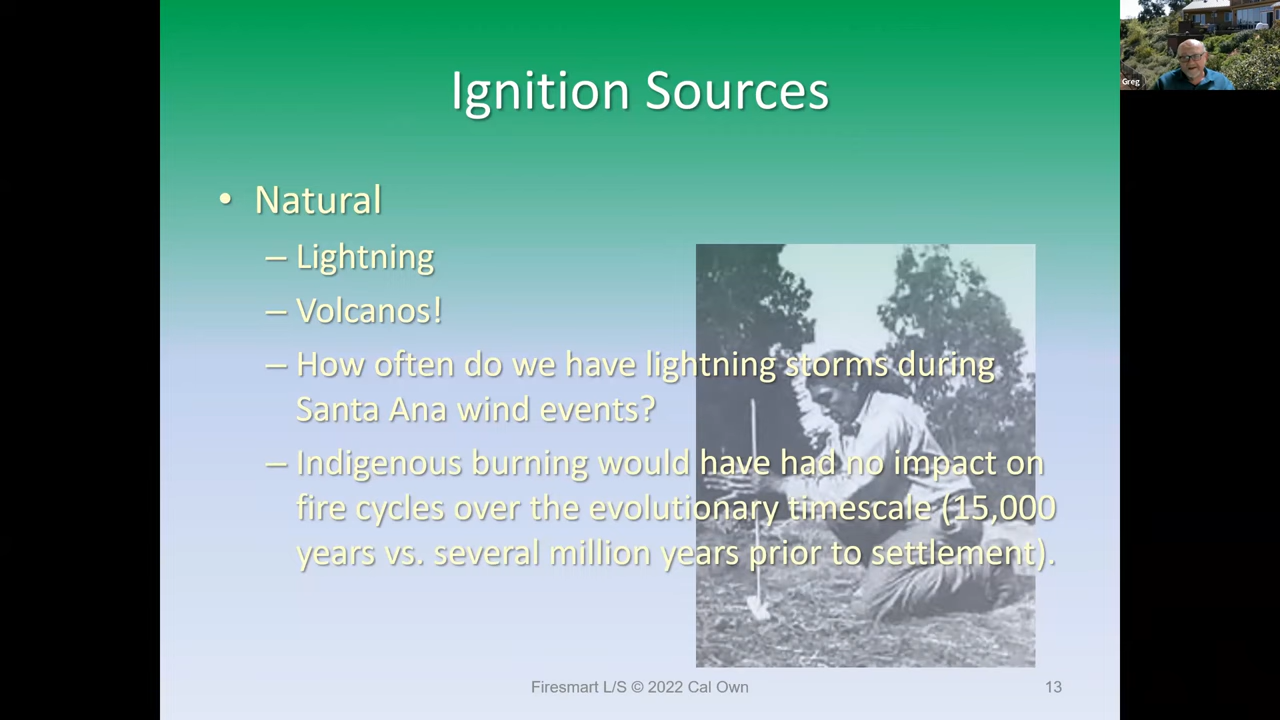 Ignition Sources
Greg
• Natural
– Lightning
– Volcanos!
– How often do we have lightning storms during
Santa Ana wind events?
– Indigenous burning would have had no impact on
fire cycles over the evolutionary timescale (15,000
years vs. several million years prior to settlement).
Firesmart L/S © 2022 Cal Own
13